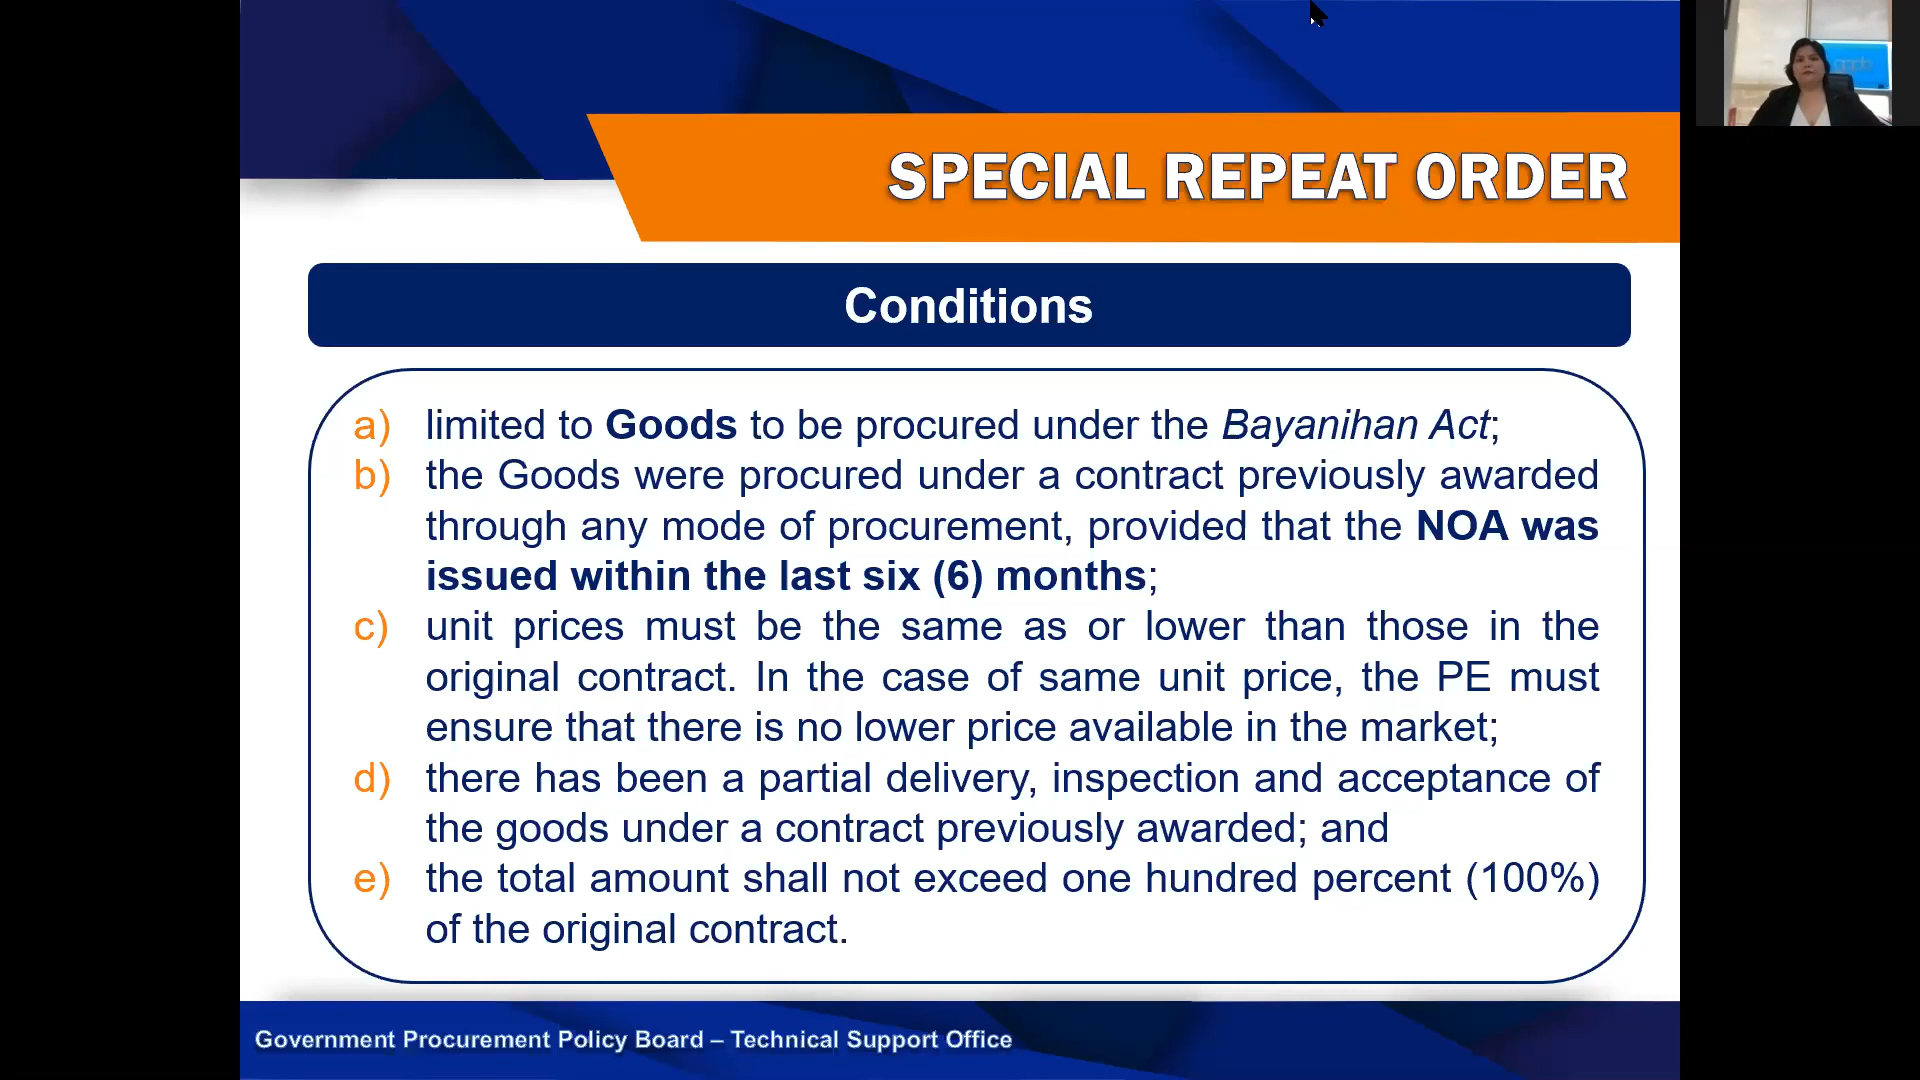 SPECIAL REPEAT ORDER
Conditions
a) limited to Goods to be procured under the Bayanihan Act;
b) the Goods were procured under a contract previously awarded
through any mode of procurement, provided that the NOA was
issued within the last six (6) months;
c) unit prices must be the same as or lower than those in the
original contract. In the case of same unit price, the PE must
ensure that there is no lower price available in the market;
d) there has been a partial delivery, inspection and acceptance of
the goods under a contract previously awarded; and
e) the total amount shall not exceed one hundred percent (100%)
of the original contract.
Government Procurement Policy Board – Technical Support Office